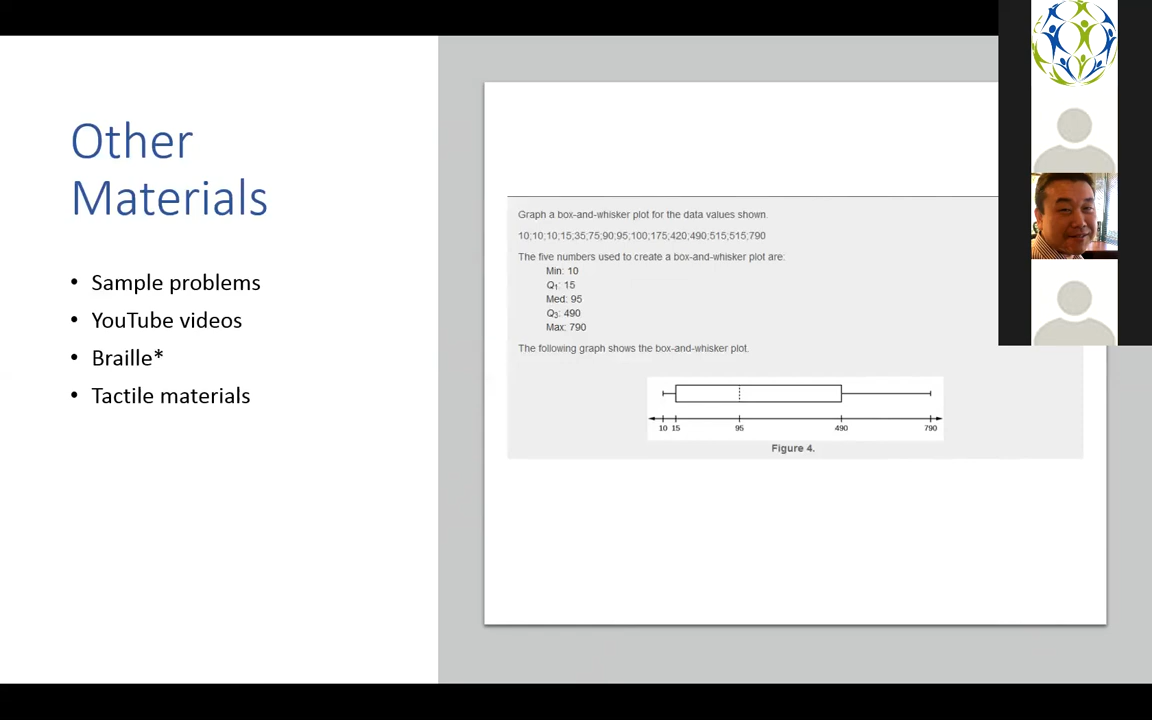 Other
Materials
• Sample problems
• YouTube videos
• Braille*
• Tactile materials
Graph a box-and-whisker plot for the data values shown.
10;10;10;15;35;75;90;95;100;175;420;490;515;515;790
The five numbers used to create a box-and-whisker plot are:
Min: 10
Q₁: 15
Med: 95
Q₃: 490
Max: 790
The following graph shows the box-and-whisker plot.
10 15 95 490 790
Figure 4.